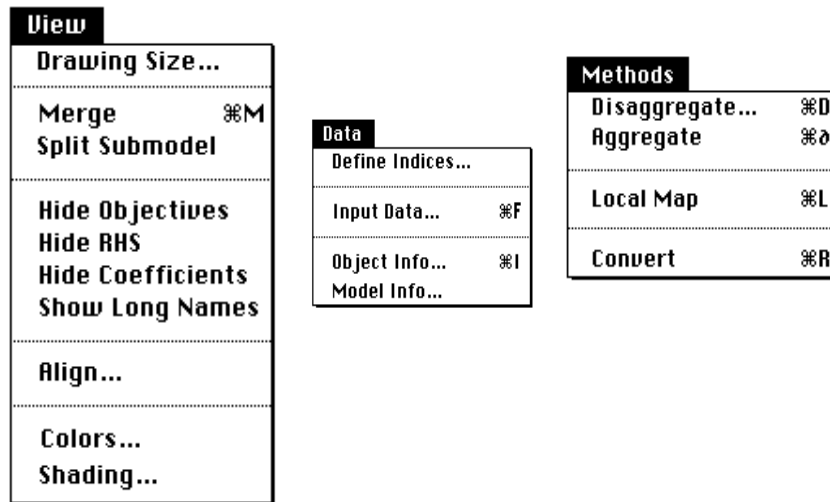 View
Drawing Size...
Merge ⌘M
Split Submodel
Hide Objectives
Hide RHS
Hide Coefficients
Show Long Names
Align...
Colors...
Shading...
Data
Define Indices...
Input Data... ⌘F
Object Info... ⌘I
Model Info...
Methods
Disaggregate... ⌘D
Aggregate ⌘∂
Local Map ⌘L
Convert ⌘R